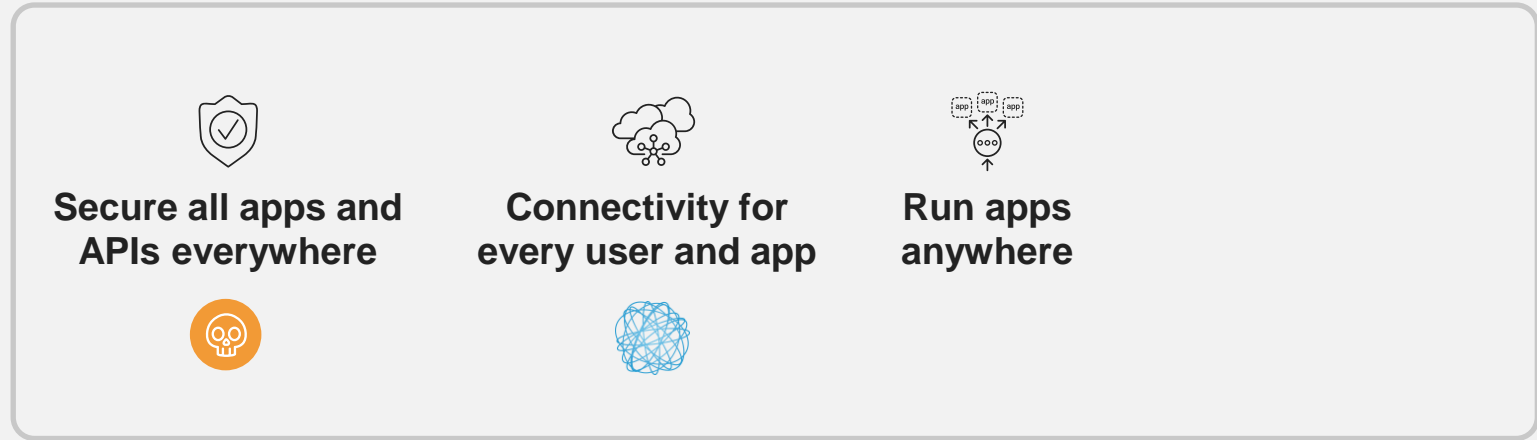 app
app
app
Secure all apps and
APIs everywhere
Connectivity for
every user and app
Run apps
anywhere